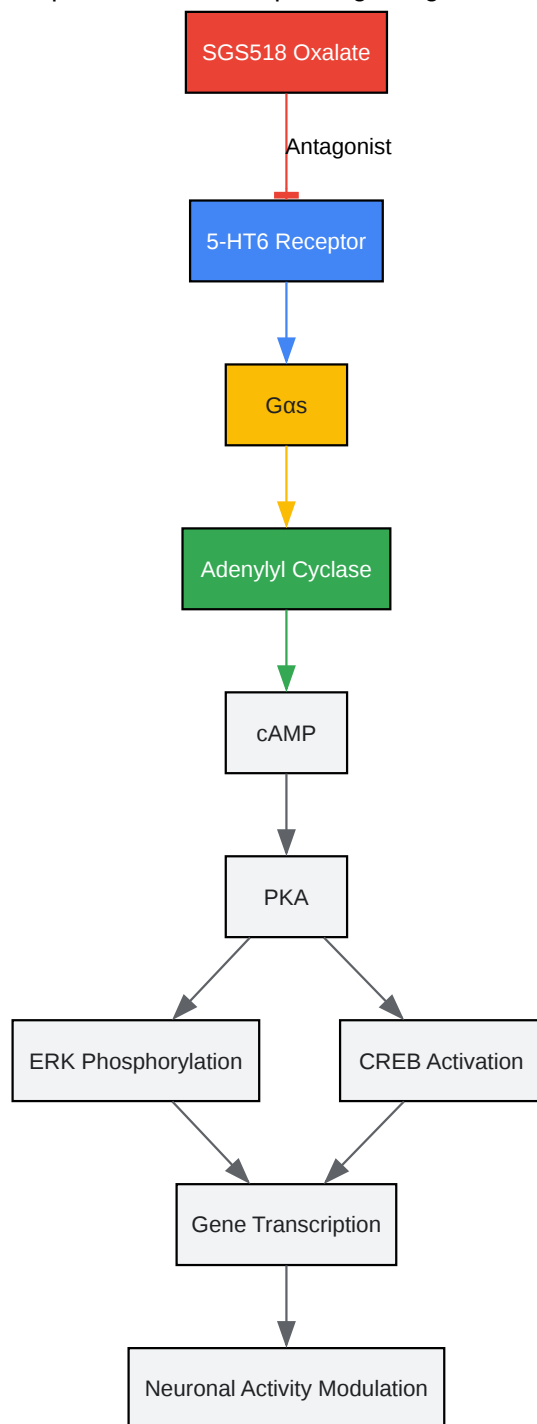 SGS518 Oxalate
Antagonist
5-HT6 Receptor
Gαs
Adenylyl Cyclase
cAMP
PKA
ERK Phosphorylation
CREB Activation
Gene Transcription
Neuronal Activity Modulation